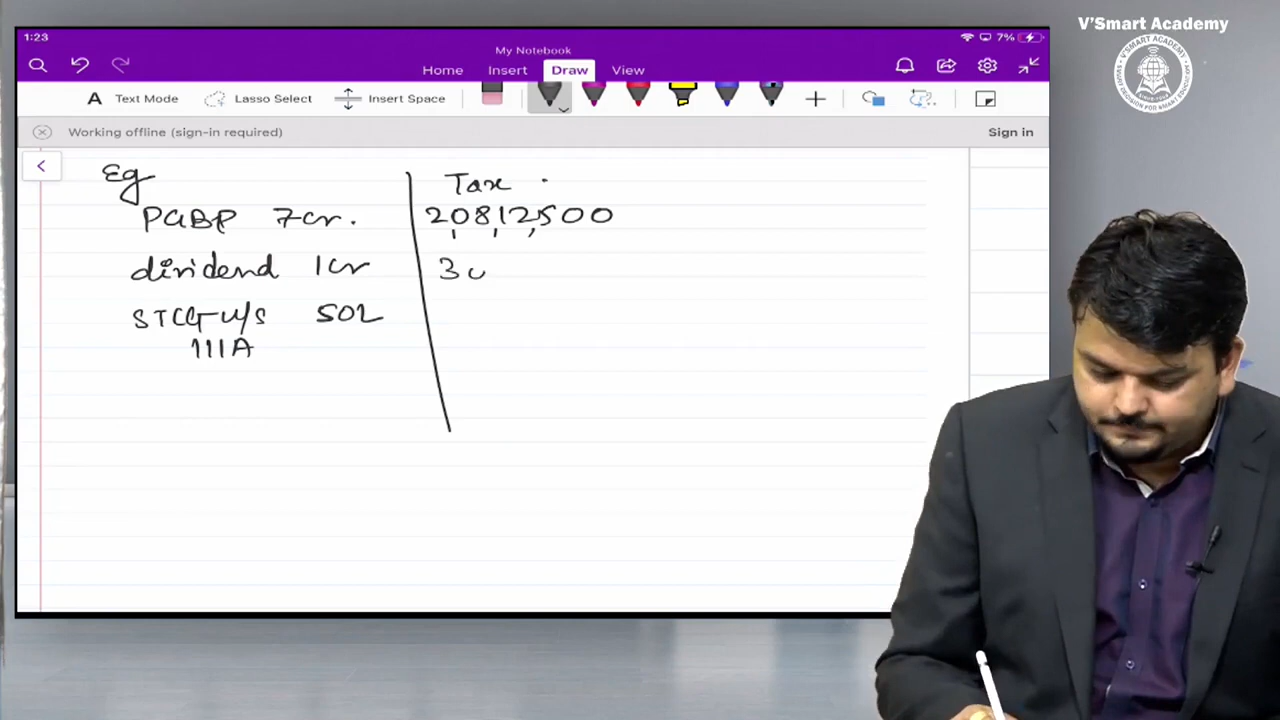 V'Smart Academy
1:23
7%
My Notebook
Home Insert Draw View
A Text Mode Lasso Select Insert Space
Working offline (sign-in required) Sign in
Eg
Tax
PGBP 7cr. 2,08,12,500
dividend 1cr 30
STCG u/s 50L
111A